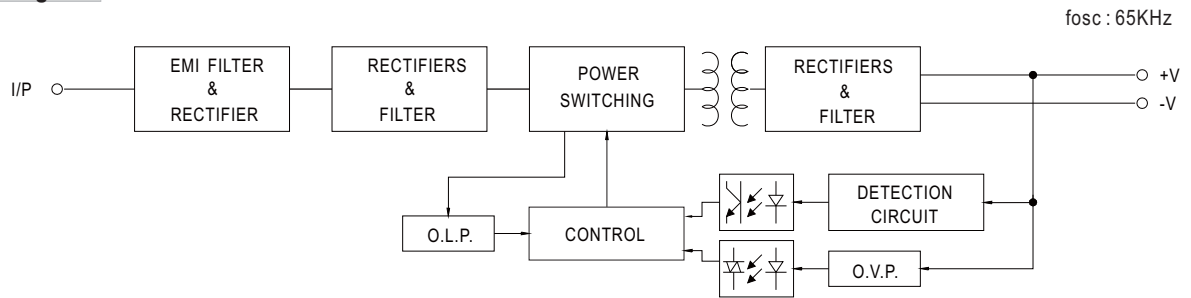 fosc : 65KHz
I/P
EMI FILTER
&
RECTIFIER
RECTIFIERS
&
FILTER
POWER
SWITCHING
RECTIFIERS
&
FILTER
+V
-V
DETECTION
CIRCUIT
O.L.P.
CONTROL
O.V.P.